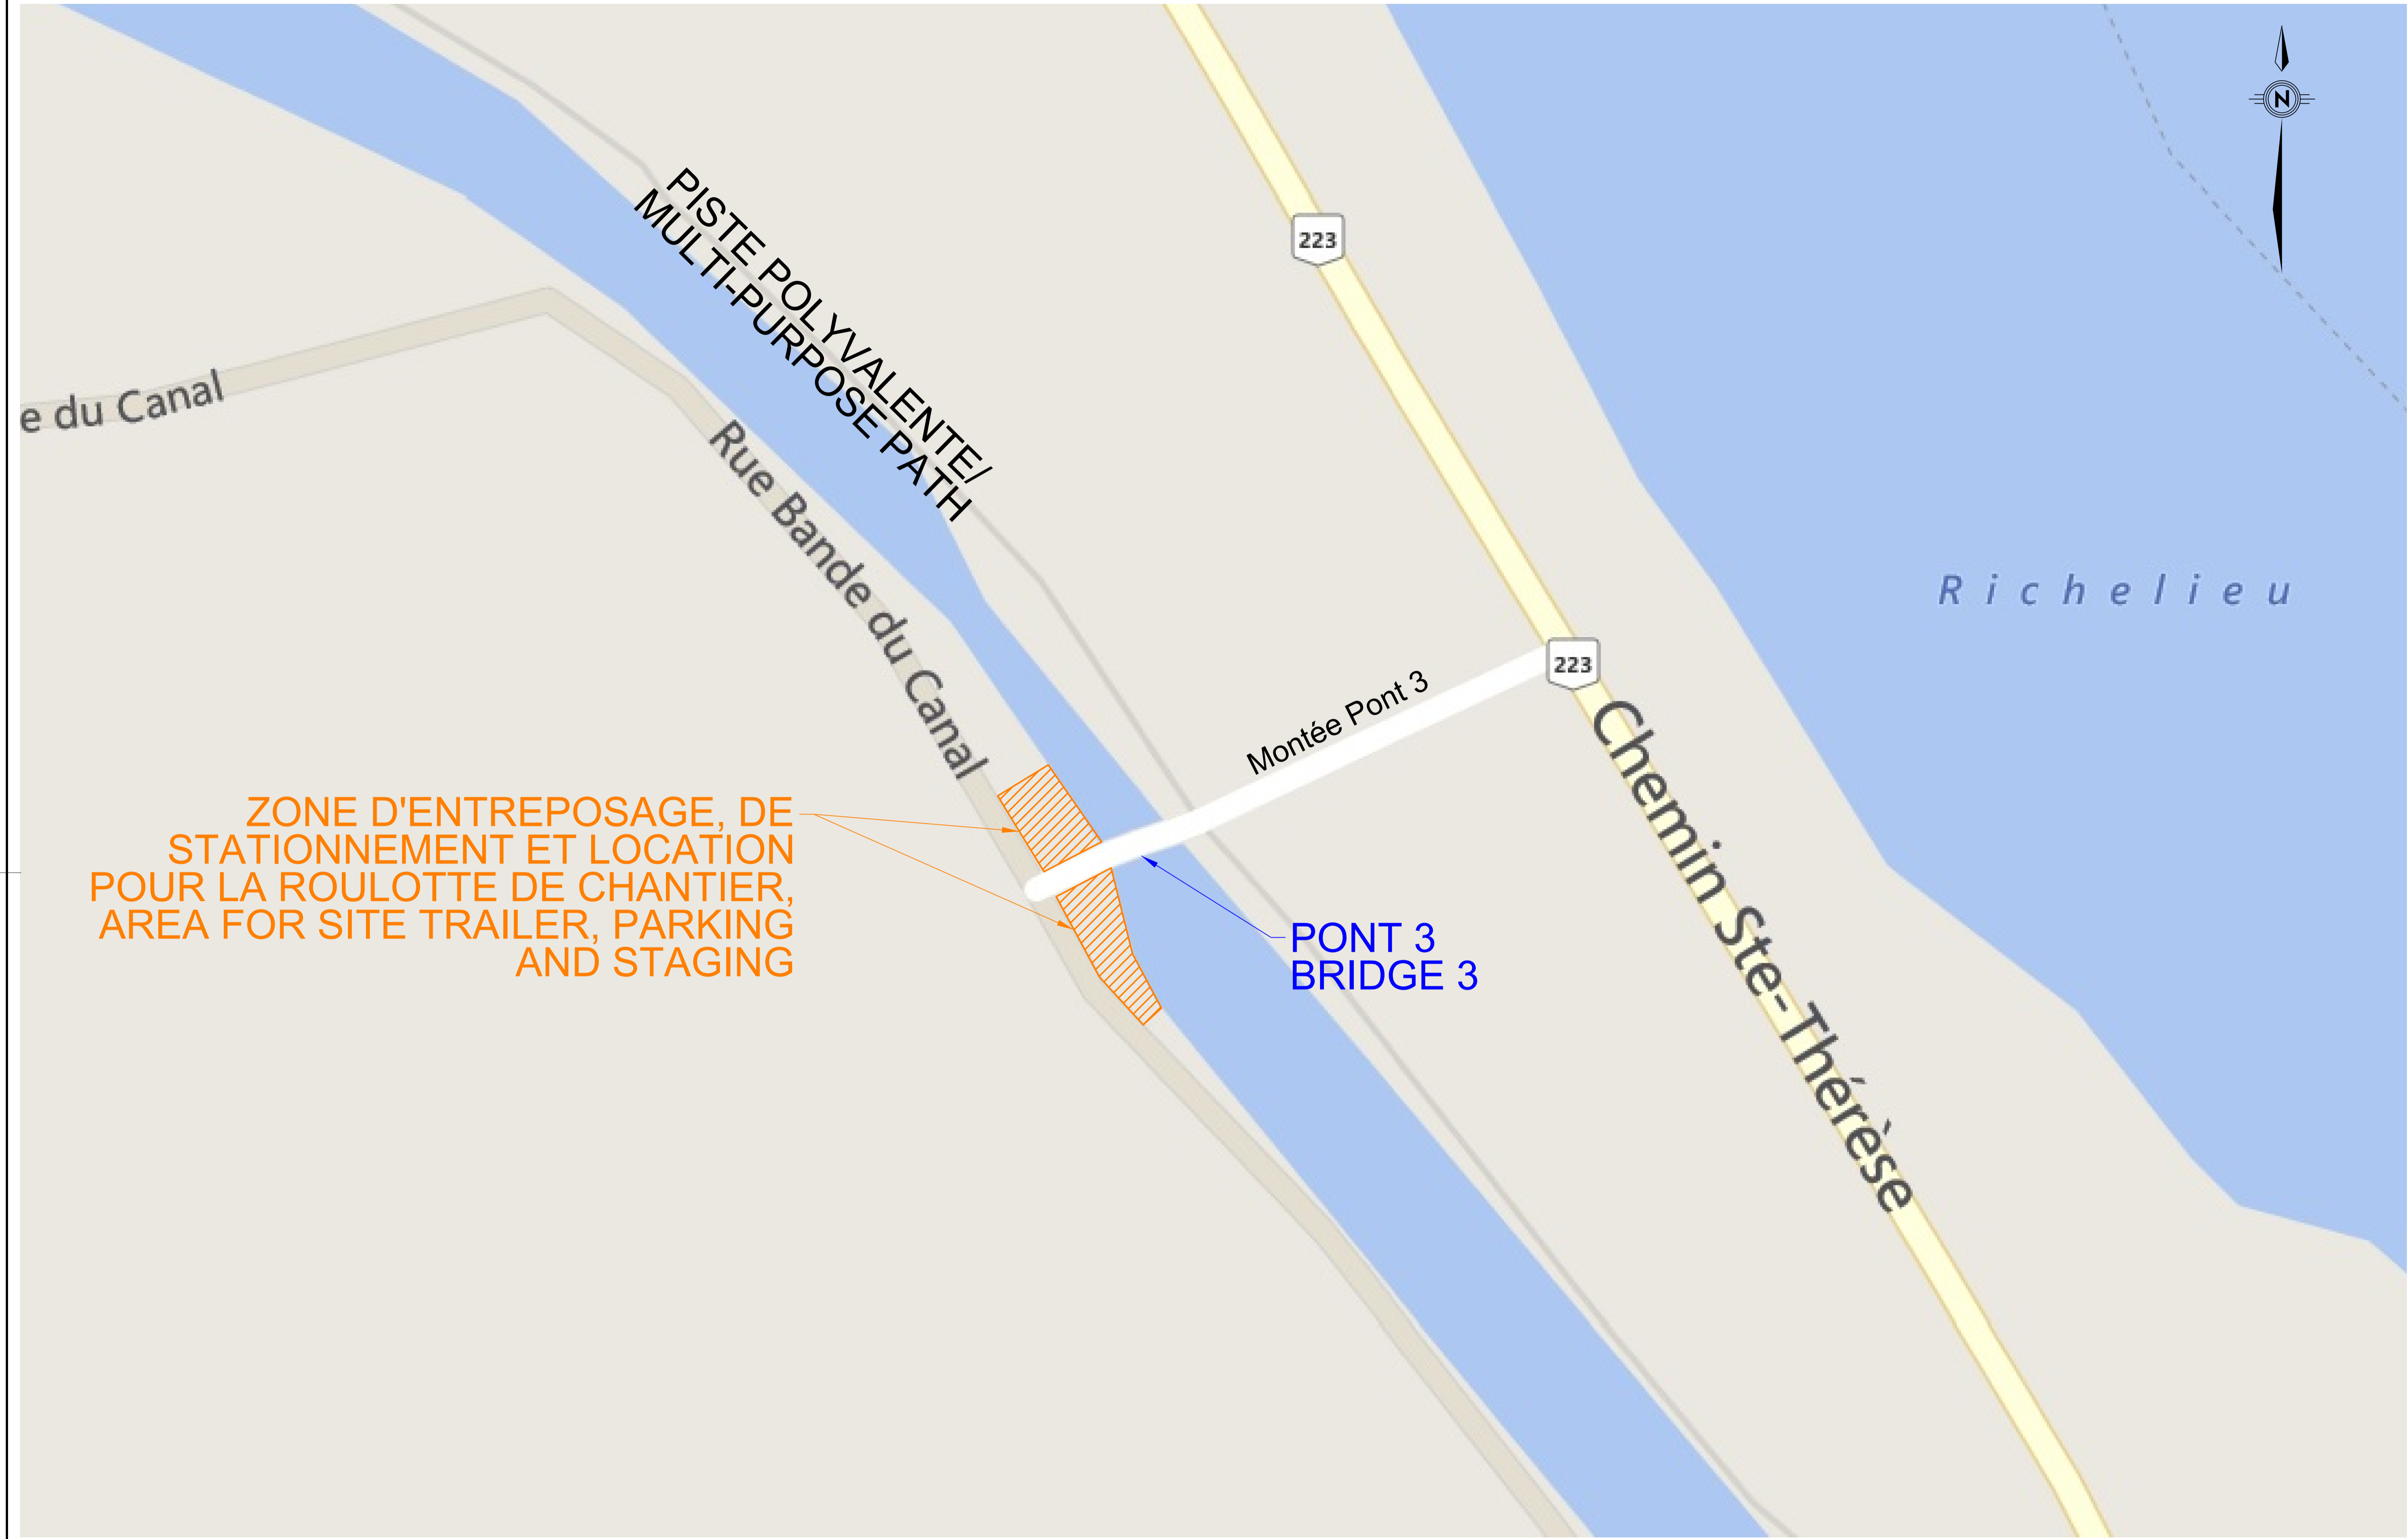 N
PISTE POLYVALENTE/
MULTI-PURPOSE PATH
223
e du Canal
Rue Bande du Canal
Richelieu
223
Montée Pont 3
Chemin Ste-Thérèse
ZONE D'ENTREPOSAGE, DE
STATIONNEMENT ET LOCATION
POUR LA ROULOTTE DE CHANTIER,
AREA FOR SITE TRAILER, PARKING
AND STAGING
PONT 3
BRIDGE 3